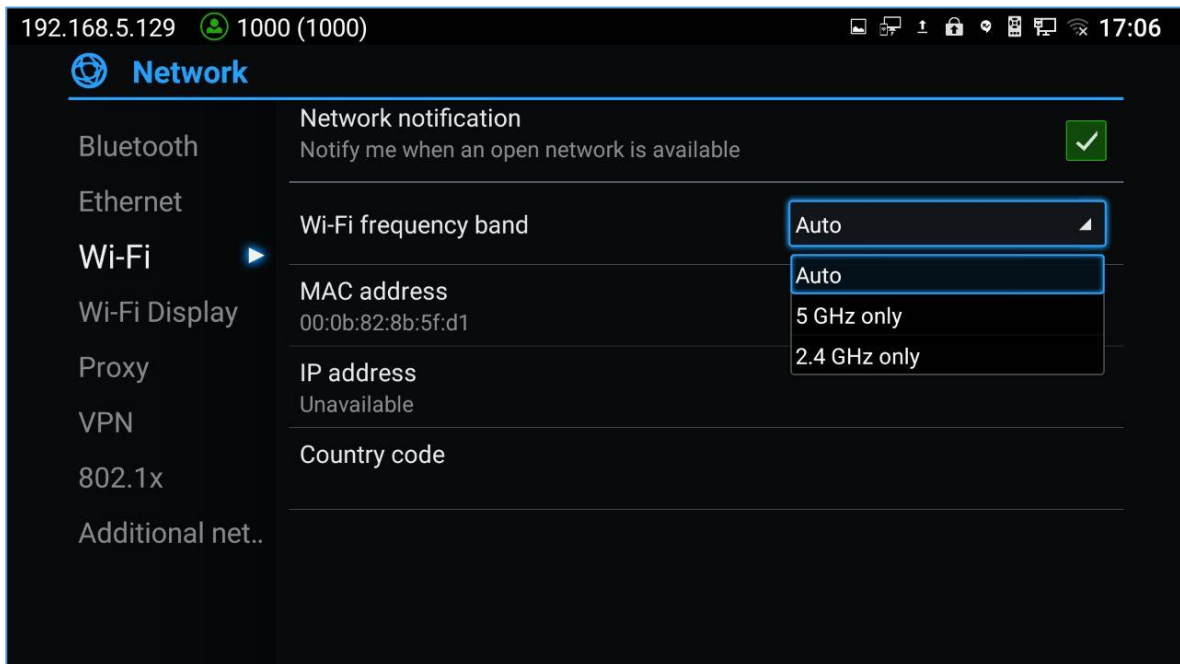 192.168.5.129 1000 (1000) 17:06
Network
Bluetooth
Ethernet
Wi-Fi
Wi-Fi Display
Proxy
VPN
802.1x
Additional net..
Network notification
Notify me when an open network is available
Wi-Fi frequency band
Auto
Auto
5 GHz only
2.4 GHz only
MAC address
00:0b:82:8b:5f:d1
IP address
Unavailable
Country code